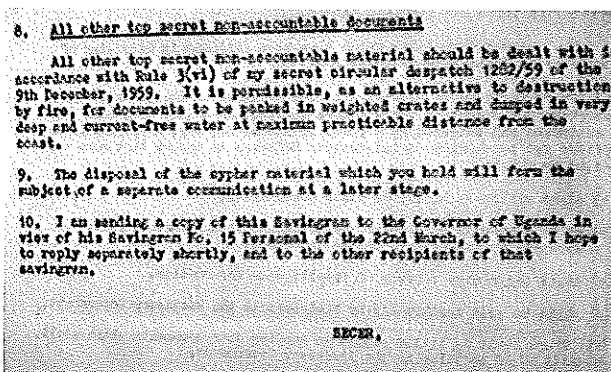 8. All other top secret non-accountable documents
All other top secret non-accountable material should be dealt with i
accordance with Rule 3(vi) of my secret circular despatch 1282/59 of the
9th December, 1959. It is permissible, as an alternative to destruction
by fire, for documents to be packed in weighted crates and dumped in very
deep and current-free water at maximum practicable distance from the
coast.
9. The disposal of the cypher material which you hold will form the
subject of a separate communication at a later stage.
10. I am sending a copy of this Savingram to the Governor of Uganda in
view of his Savingram No. 15 Personal of the 22nd March, to which I hope
to reply separately shortly, and to the other recipients of that
savingram.
SECER.